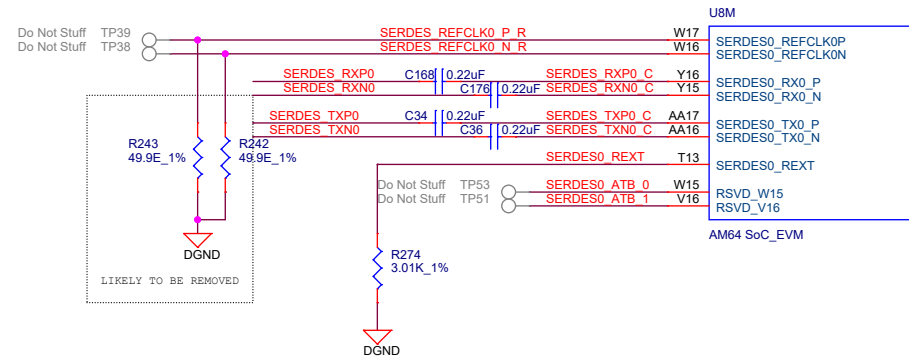 U8M
Do Not Stuff TP39
Do Not Stuff TP38
SERDES_REFCLK0_P_R W17 SERDES0_REFCLK0P
SERDES_REFCLK0_N_R W16 SERDES0_REFCLK0N
SERDES_RXP0 C168 0.22uF SERDES_RXP0_C Y16 SERDES0_RX0_P
SERDES_RXN0 C176 0.22uF SERDES_RXN0_C Y15 SERDES0_RX0_N
SERDES_TXP0 C34 0.22uF SERDES_TXP0_C AA17 SERDES0_TX0_P
SERDES_TXN0 C36 0.22uF SERDES_TXN0_C AA16 SERDES0_TX0_N
R243 R242
49.9E_1% 49.9E_1%
SERDES0_REXT T13 SERDES0_REXT
Do Not Stuff TP53 SERDES0_ATB_0 W15 RSVD_W15
Do Not Stuff TP51 SERDES0_ATB_1 V16 RSVD_V16
AM64 SoC_EVM
DGND
R274
3.01K_1%
LIKELY TO BE REMOVED
DGND